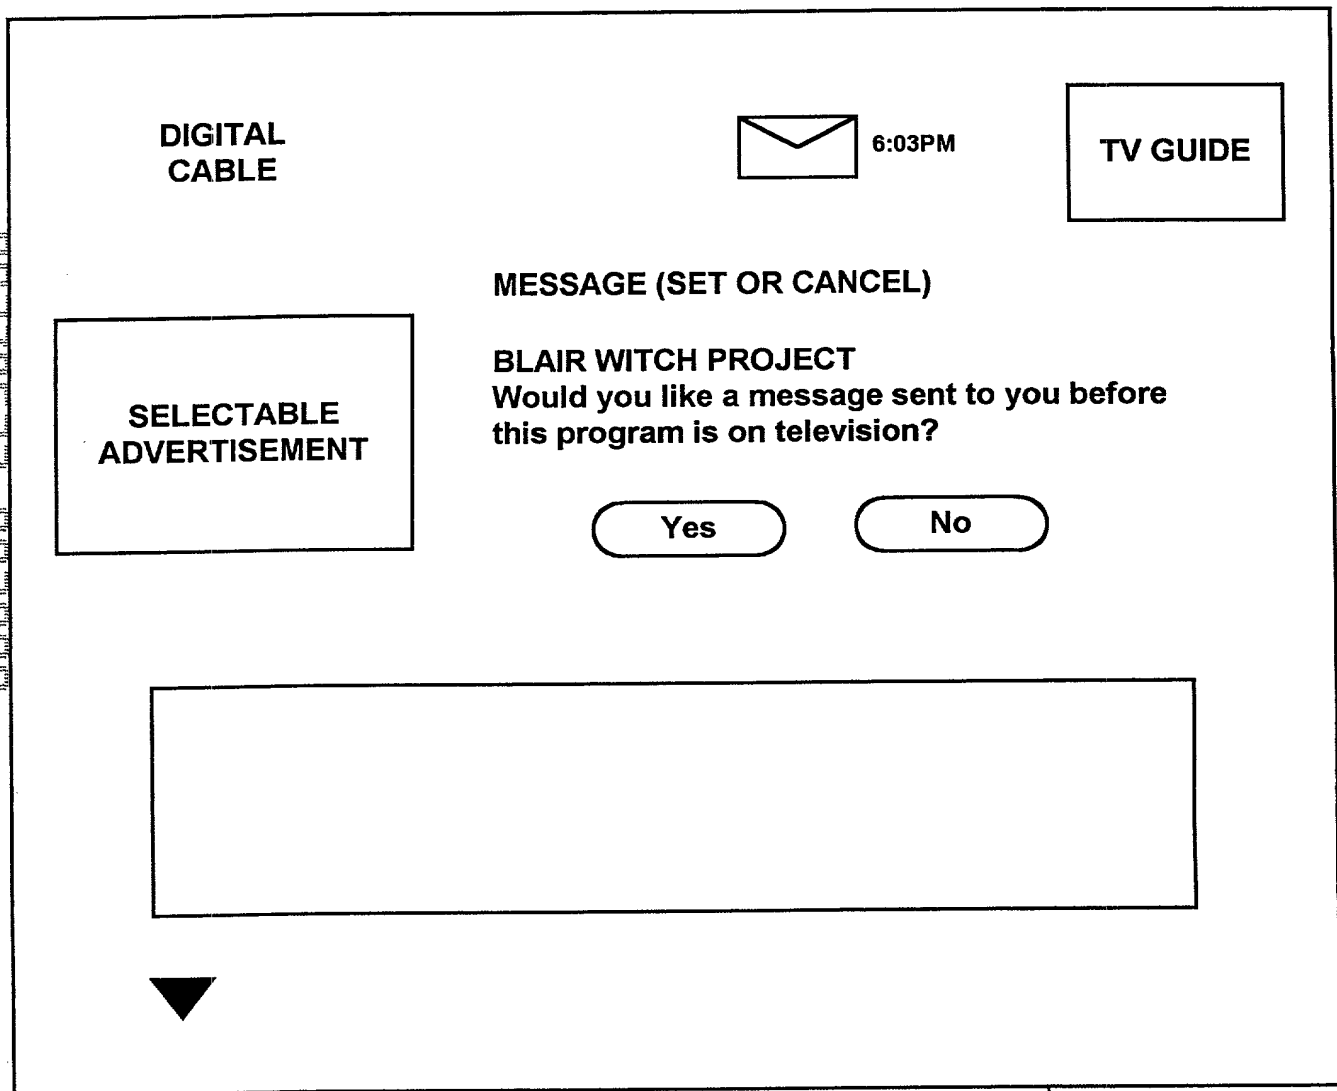 DIGITAL
CABLE
6:03PM
TV GUIDE
MESSAGE (SET OR CANCEL)
SELECTABLE
ADVERTISEMENT
BLAIR WITCH PROJECT
Would you like a message sent to you before
this program is on television?
Yes
No